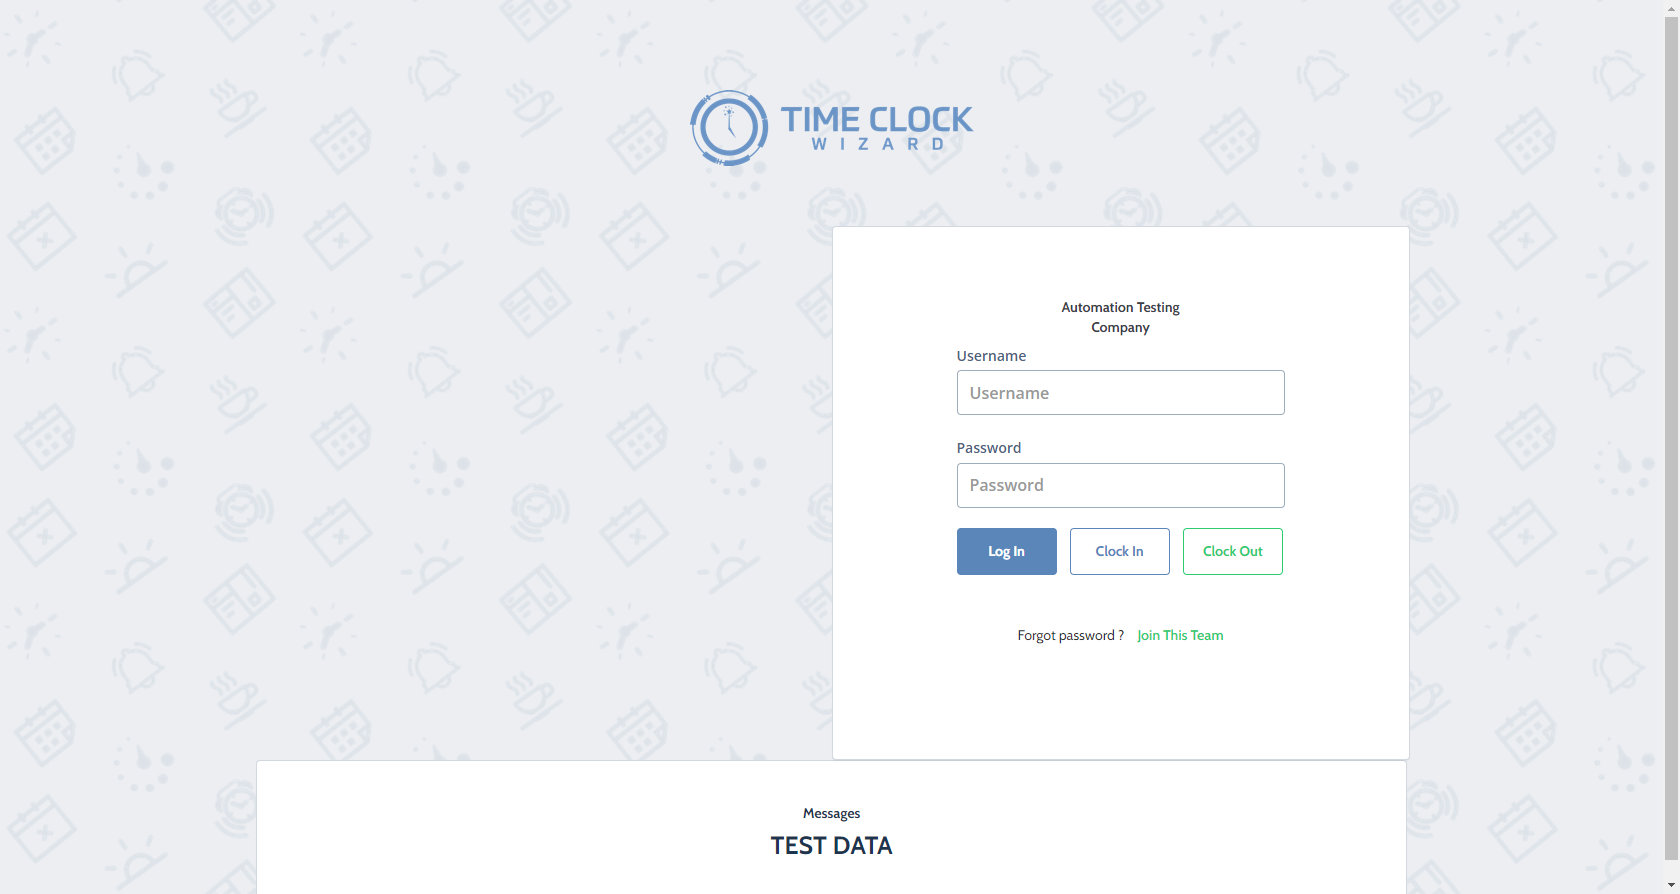 TIME CLOCK
WIZARD
Automation Testing
Company
Username
Username
Password
Password
Log In
Clock In
Clock Out
Forgot password ?
Join This Team
Messages
TEST DATA